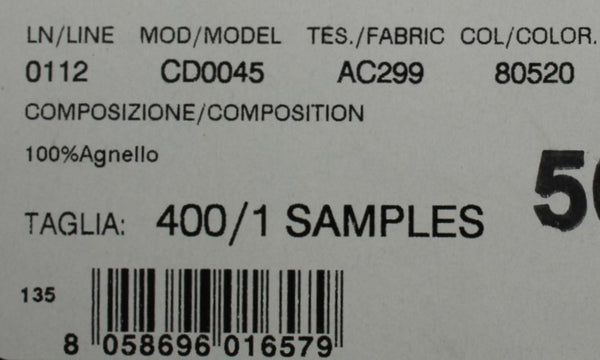 LN/LINE MOD/MODEL TES./FABRIC COL/COLOR.
0112 CD0045 AC299 80520
COMPOSIZIONE/COMPOSITION
100%Agnello
TAGLIA: 400/1 SAMPLES
135
8 058696 016579